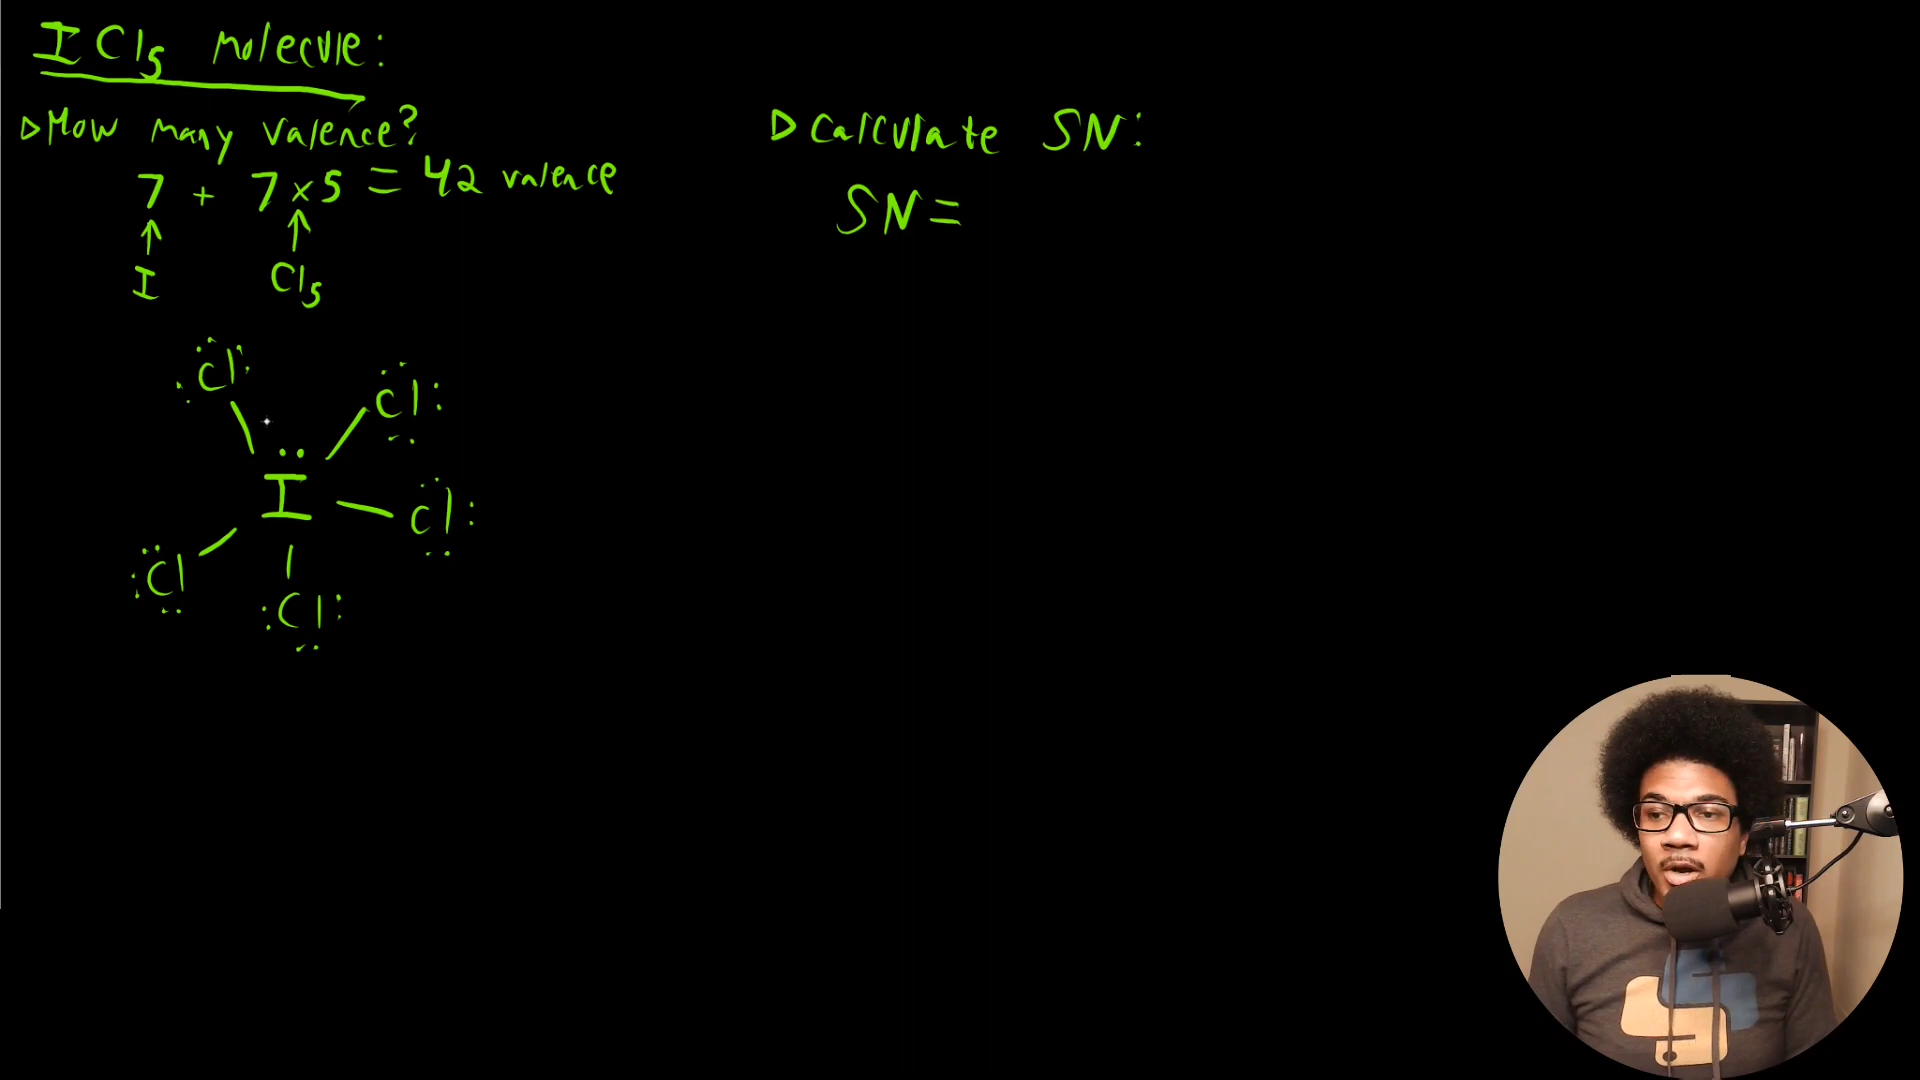 ICl₅ molecule:
▷How many valence?
7 + 7×5 = 42 valence
↑ ↑
I Cl₅
Cl
Cl
I
Cl
Cl
Cl
▷Calculate SN:
SN=